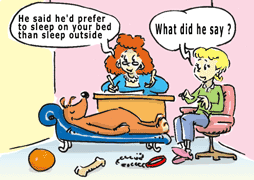 He said he'd prefer
to sleep on your bed
than sleep outside
What did he say ?